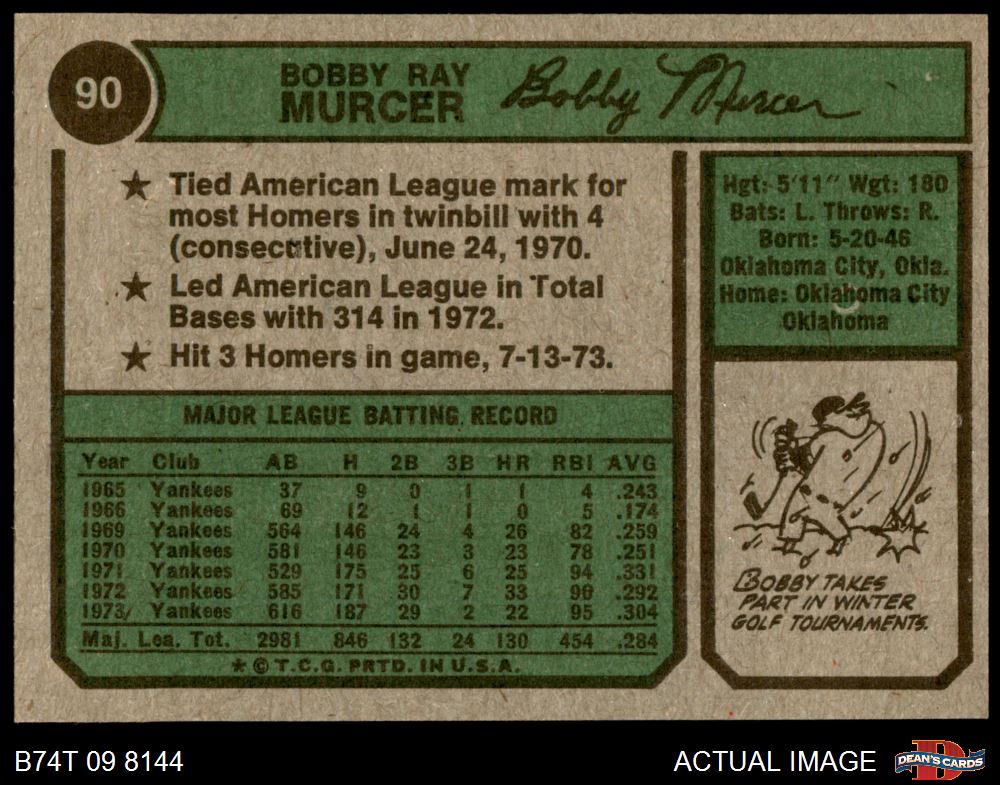 90
BOBBY RAY
MURCER
Bobby Murcer
★ Tied American League mark for
most Homers in twinbill with 4
(consecutive), June 24, 1970.
★ Led American League in Total
Bases with 314 in 1972.
★ Hit 3 Homers in game, 7-13-73.
Hgt: 5'11" Wgt: 180
Bats: L. Throws: R.
Born: 5-20-46
Oklahoma City, Okla.
Home: Oklahoma City
Oklahoma
MAJOR LEAGUE BATTING RECORD
Year Club AB H 2B 3B HR RBI AVG
1965 Yankees 37 9 0 1 1 4 .243
1966 Yankees 69 12 1 1 0 5 .174
1969 Yankees 564 146 24 4 26 82 .259
1970 Yankees 581 146 23 3 23 78 .251
1971 Yankees 529 175 25 6 25 94 .331
1972 Yankees 585 171 30 7 33 96 .292
1973 Yankees 616 187 29 2 22 95 .304
Maj. Lea. Tot. 2981 846 132 24 130 454 .284
★ © T.C.G. PRTD. IN U.S.A.
BOBBY TAKES
PART IN WINTER
GOLF TOURNAMENTS.
B74T 09 8144
ACTUAL IMAGE
D
DEAN'S CARDS